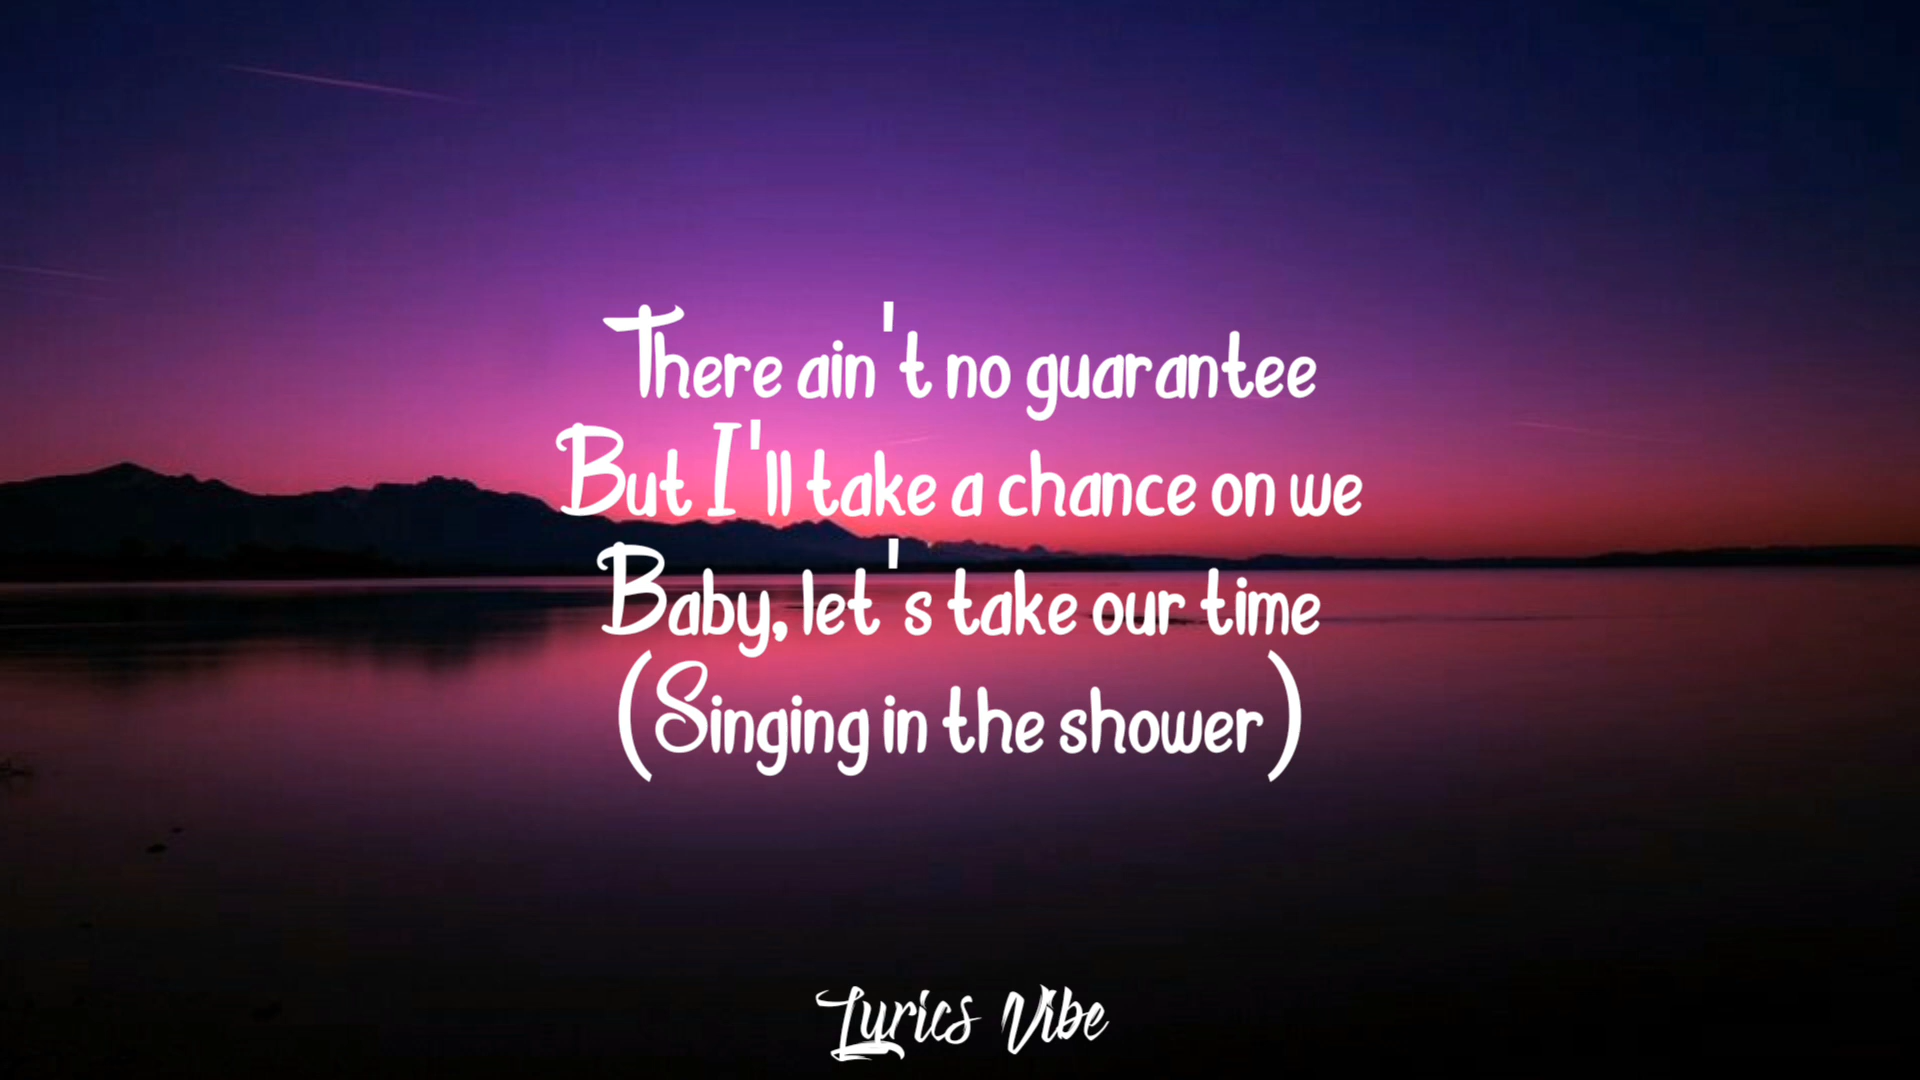 There ain't no guarantee
But I'll take a chance on we
Baby, let's take our time
(Singing in the shower)
Lyrics Vibe